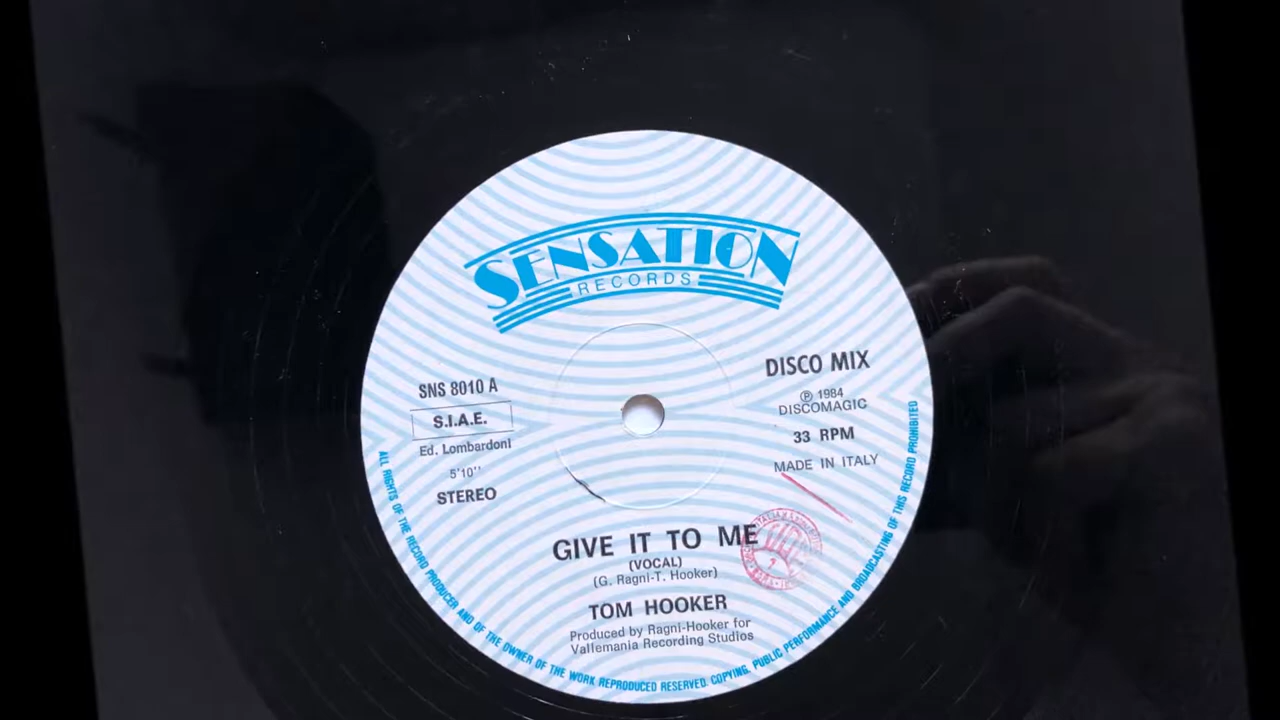 SENSATION
RECORDS
SNS 8010 A
S.I.A.E.
Ed. Lombardoni
5'10''
STEREO
DISCO MIX
℗ 1984
DISCOMAGIC
33 RPM
MADE IN ITALY
GIVE IT TO ME
(VOCAL)
(G. Ragni-T. Hooker)
TOM HOOKER
Produced by Ragni-Hooker for
Vallemania Recording Studios
ALL RIGHTS OF THE RECORD PRODUCER AND OF THE OWNER OF THE WORK REPRODUCED RESERVED. COPYING, PUBLIC PERFORMANCE AND BROADCASTING OF THIS RECORD PROHIBITED